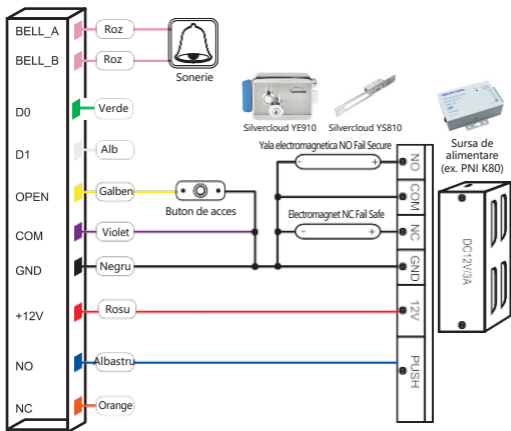 BELL_A
Roz
BELL_B
Roz
Sonerie
D0
Verde
D1
Alb
OPEN
Galben
Buton de acces
COM
Violet
GND
Negru
+12V
Rosu
NO
Albastru
NC
Orange
Silvercloud YE910
Silvercloud YS810
Yala electromagnetica NO Fail Secure
- +
Electromagnet NC Fail Safe
- +
NO
COM
NC
GND
12V
PUSH
Sursa de
alimentare
(ex. PNI K80)
DC12V/3A